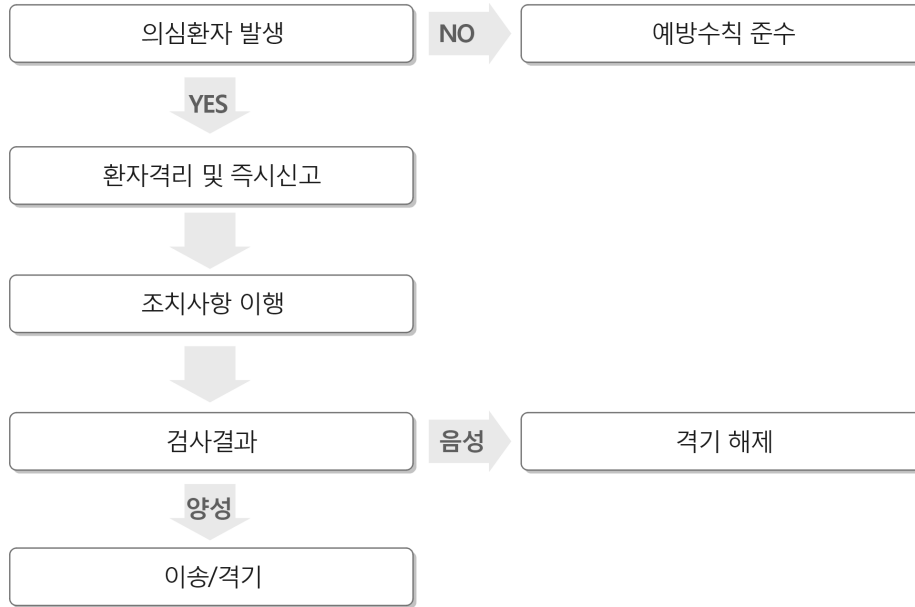 의심환자 발생
NO
예방수칙 준수
YES
환자격리 및 즉시신고
조치사항 이행
검사결과
음성
격기 해제
양성
이송/격기